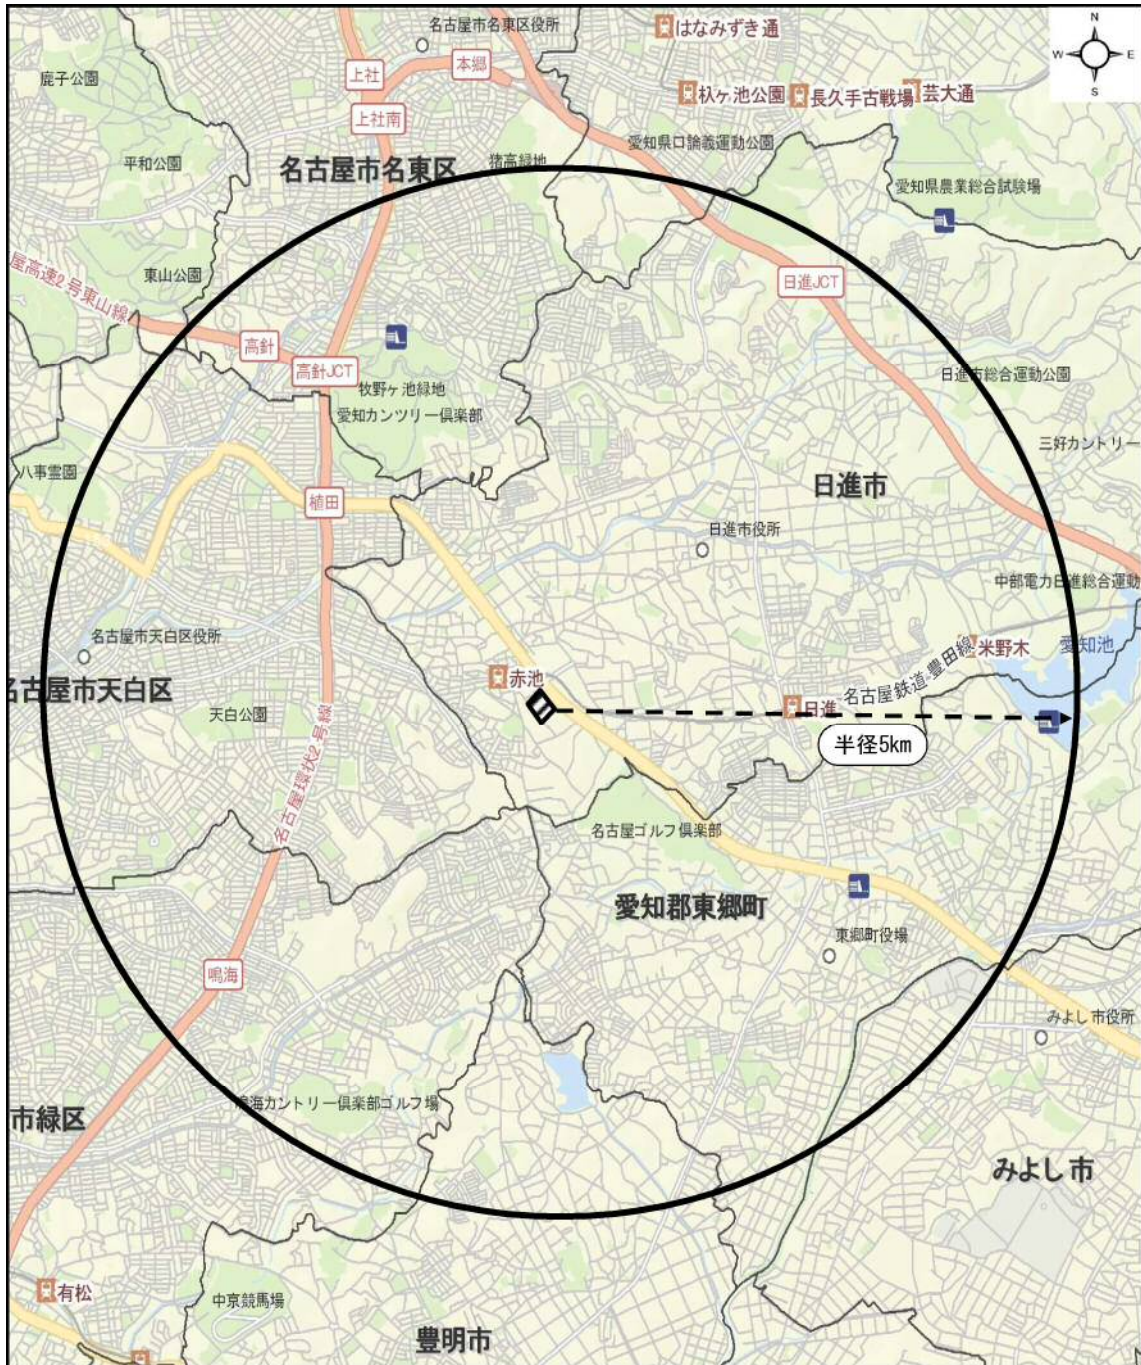 名古屋市名東区役所
はなみずき通
N
W
E
S
上社
本郷
鹿子公園
杁ヶ池公園
長久手古戦場
芸大通
上社南
愛知県口論義運動公園
平和公園
名古屋市名東区
猪高緑地
愛知県農業総合試験場
東山公園
屋高速2号東山線
日進JCT
高針
高針JCT
牧野ヶ池緑地
愛知カンツリー倶楽部
日進市総合運動公園
三好カントリー
八事霊園
日進市
植田
日進市役所
中部電力日進総合運動
名古屋市天白区役所
米野木
愛知池
赤池
名古屋鉄道 豊田線
名古屋市天白区
天白公園
日進
半径5km
名古屋環状2号線
名古屋ゴルフ倶楽部
愛知郡東郷町
東郷町役場
鳴海
みよし市役所
鳴海カントリー倶楽部ゴルフ場
市緑区
みよし市
有松
中京競馬場
豊明市